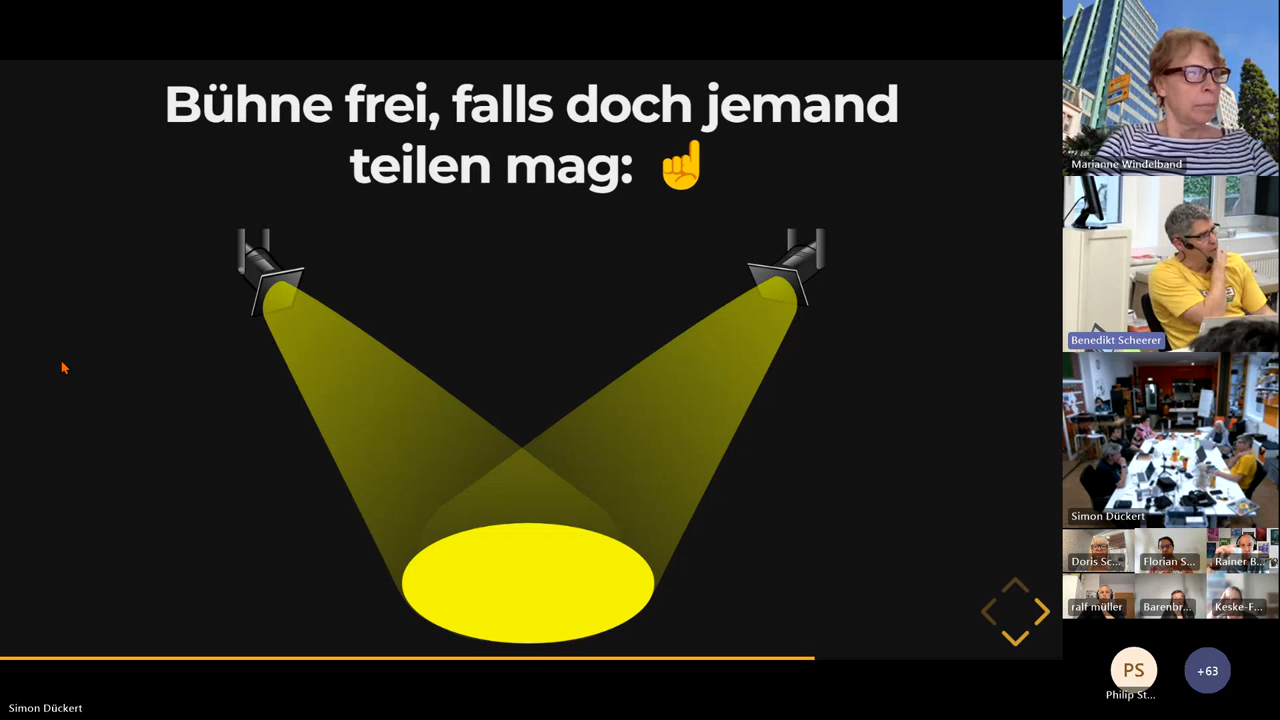 Bühne frei, falls doch jemand
teilen mag:
Marianne Windelband
Benedikt Scheerer
Simon Dückert
Doris Sc...
Florian S...
Rainer B...
ralf müller
Barenbr...
Keske-F...
PS
+63
Philip St...
Simon Dückert